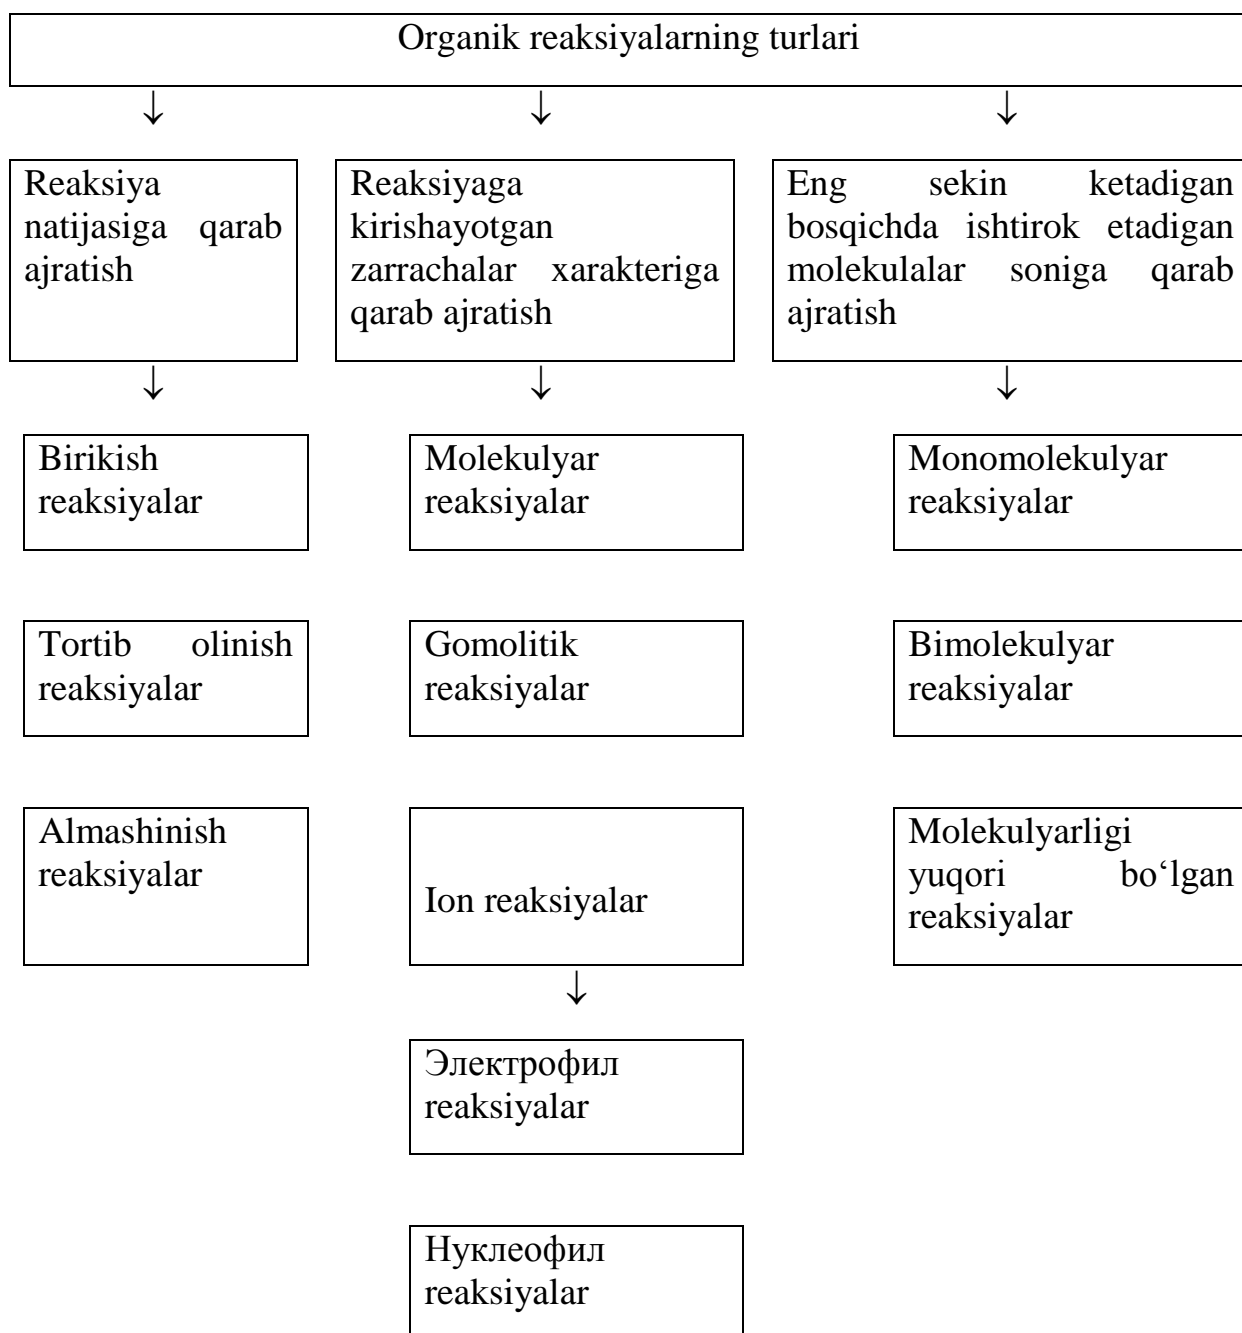 Organik reaksiyalarning turlari
Reaksiya
natijasiga qarab
ajratish
Reaksiyaga
kirishayotgan
zarrachalar xarakteriga
qarab ajratish
Eng sekin ketadigan
bosqichda ishtirok etadigan
molekulalar soniga qarab
ajratish
Birikish
reaksiyalar
Molekulyar
reaksiyalar
Monomolekulyar
reaksiyalar
Tortib olinish
reaksiyalar
Gomolitik
reaksiyalar
Bimolekulyar
reaksiyalar
Almashinish
reaksiyalar
Ion reaksiyalar
Molekulyarligi
yuqori bo‘lgan
reaksiyalar
Электрофил
reaksiyalar
Нуклеофил
reaksiyalar